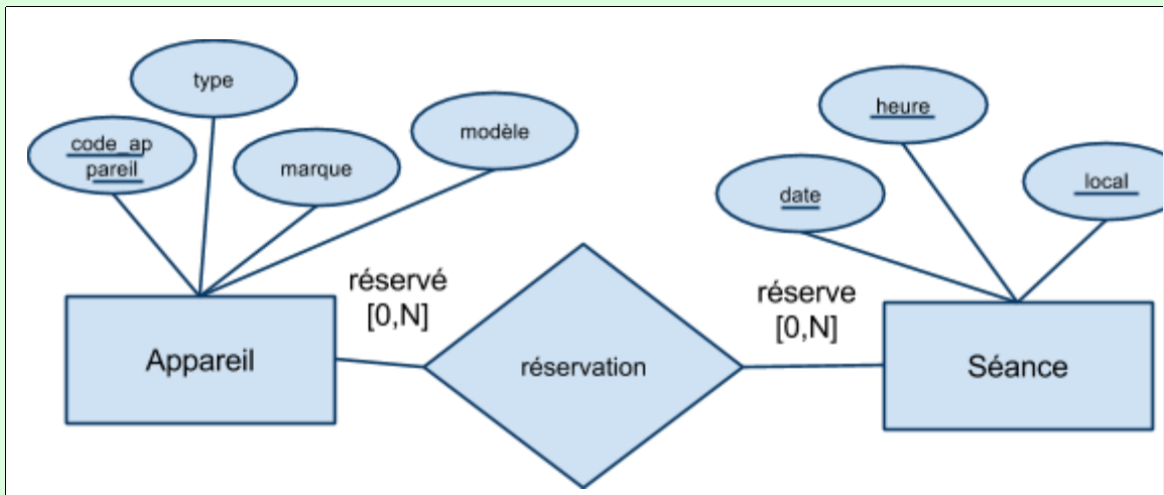 type
code_ap
pareil
marque
modèle
heure
date
local
réservé
[0,N]
réserve
[0,N]
Appareil
réservation
Séance